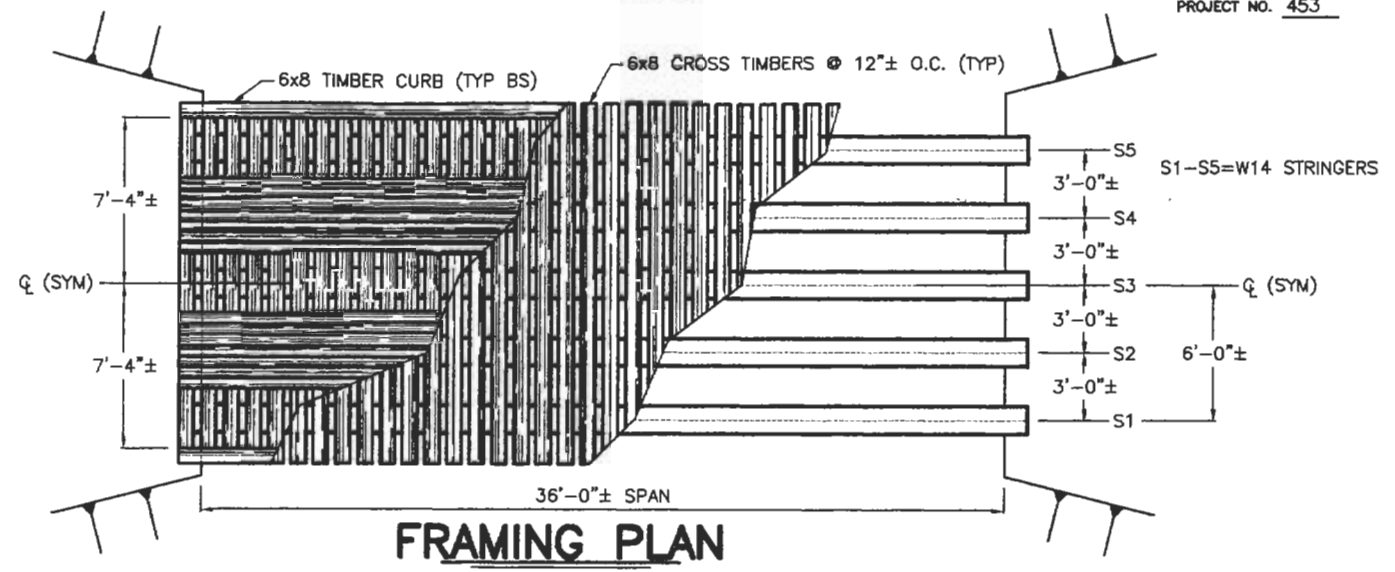 PROJECT NO. 453
6x8 TIMBER CURB (TYP BS)
6x8 CROSS TIMBERS @ 12"± O.C. (TYP)
7'-4"±
7'-4"±
℄ (SYM)
S5
S4
S3
S2
S1
3'-0"±
3'-0"±
3'-0"±
3'-0"±
S1-S5=W14 STRINGERS
℄ (SYM)
6'-0"±
36'-0"± SPAN
FRAMING PLAN